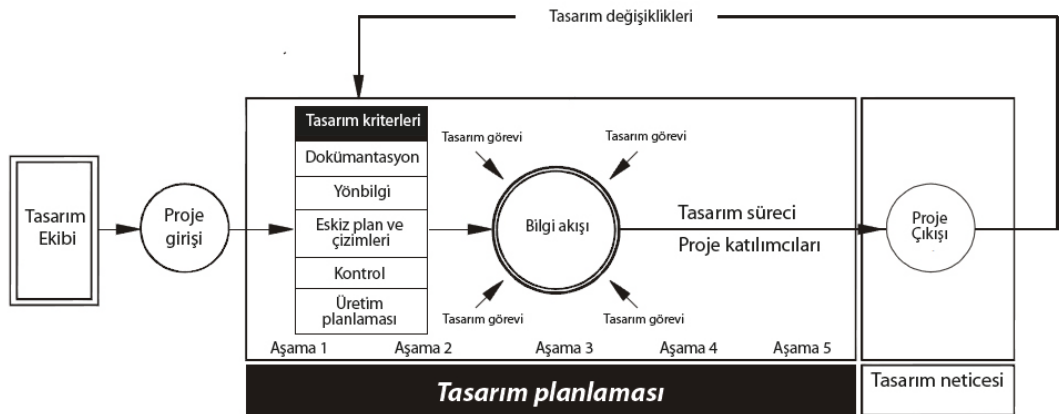 Tasarım değişiklikleri
Tasarım
Ekibi
Proje
girişi
Tasarım kriterleri
Dokümantasyon
Yönbilgi
Eskiz plan ve
çizimleri
Kontrol
Üretim
planlaması
Tasarım görevi
Tasarım görevi
Bilgi akışı
Tasarım görevi
Tasarım görevi
Tasarım süreci
Proje katılımcıları
Proje
Çıkışı
Aşama 1
Aşama 2
Aşama 3
Aşama 4
Aşama 5
Tasarım planlaması
Tasarım neticesi